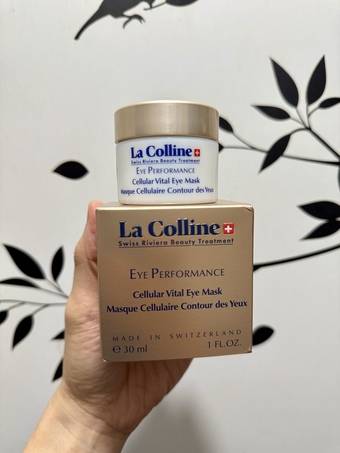 La Colline
Swiss Riviera Beauty Treatment
EYE PERFORMANCE
Cellular Vital Eye Mask
Masque Cellulaire Contour des Yeux
La Colline
Swiss Riviera Beauty Treatment
EYE PERFORMANCE
Cellular Vital Eye Mask
Masque Cellulaire Contour des Yeux
MADE IN SWITZERLAND
℮ 30 ml 1 FL.OZ.